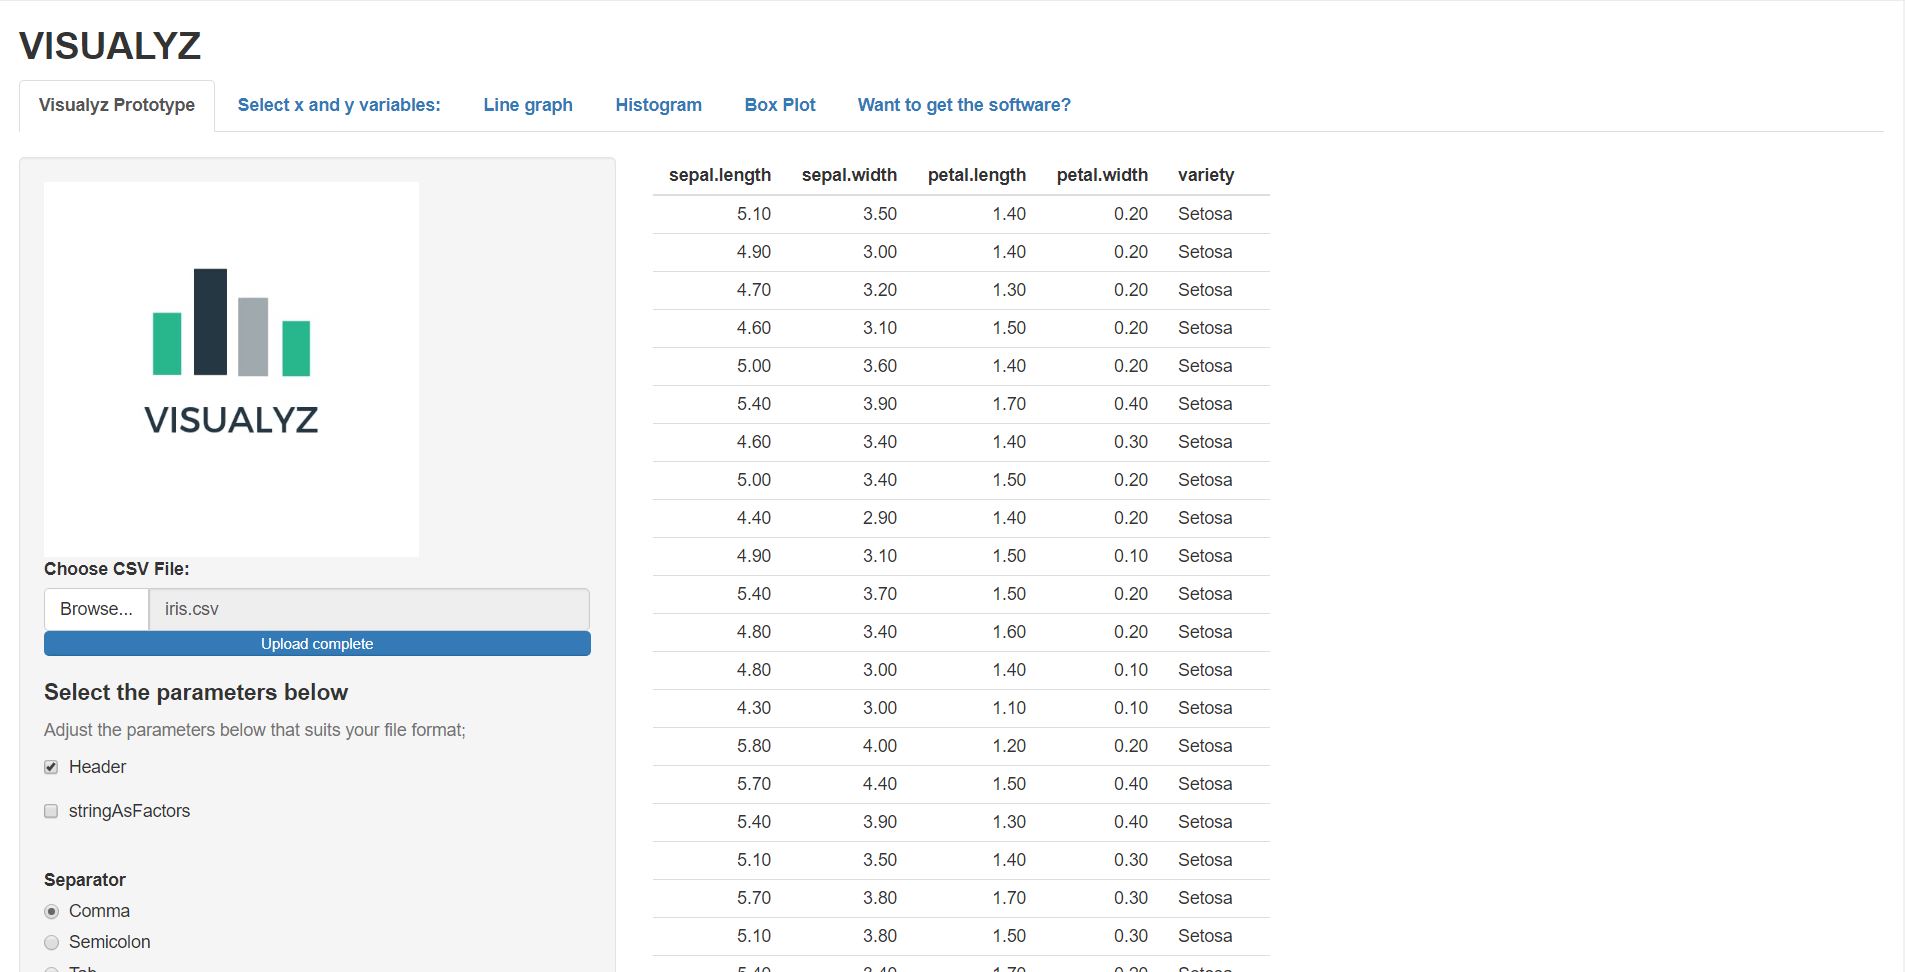 VISUALYZ
Visualyz Prototype Select x and y variables: Line graph Histogram Box Plot Want to get the software?
VISUALYZ
Choose CSV File:
Browse... iris.csv
Upload complete
Select the parameters below
Adjust the parameters below that suits your file format;
Header
stringAsFactors
Separator
Comma
Semicolon
Tab
sepal.length sepal.width petal.length petal.width variety
5.10 3.50 1.40 0.20 Setosa
4.90 3.00 1.40 0.20 Setosa
4.70 3.20 1.30 0.20 Setosa
4.60 3.10 1.50 0.20 Setosa
5.00 3.60 1.40 0.20 Setosa
5.40 3.90 1.70 0.40 Setosa
4.60 3.40 1.40 0.30 Setosa
5.00 3.40 1.50 0.20 Setosa
4.40 2.90 1.40 0.20 Setosa
4.90 3.10 1.50 0.10 Setosa
5.40 3.70 1.50 0.20 Setosa
4.80 3.40 1.60 0.20 Setosa
4.80 3.00 1.40 0.10 Setosa
4.30 3.00 1.10 0.10 Setosa
5.80 4.00 1.20 0.20 Setosa
5.70 4.40 1.50 0.40 Setosa
5.40 3.90 1.30 0.40 Setosa
5.10 3.50 1.40 0.30 Setosa
5.70 3.80 1.70 0.30 Setosa
5.10 3.80 1.50 0.30 Setosa
5.40 3.40 1.70 0.20 Setosa